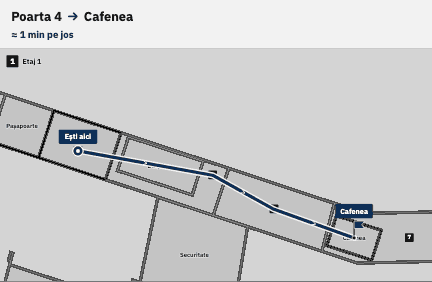 Poarta 4 → Cafenea
≈ 1 min pe jos
1 Etaj 1
Pașapoarte
Ești aici
Cafenea
Securitate
7